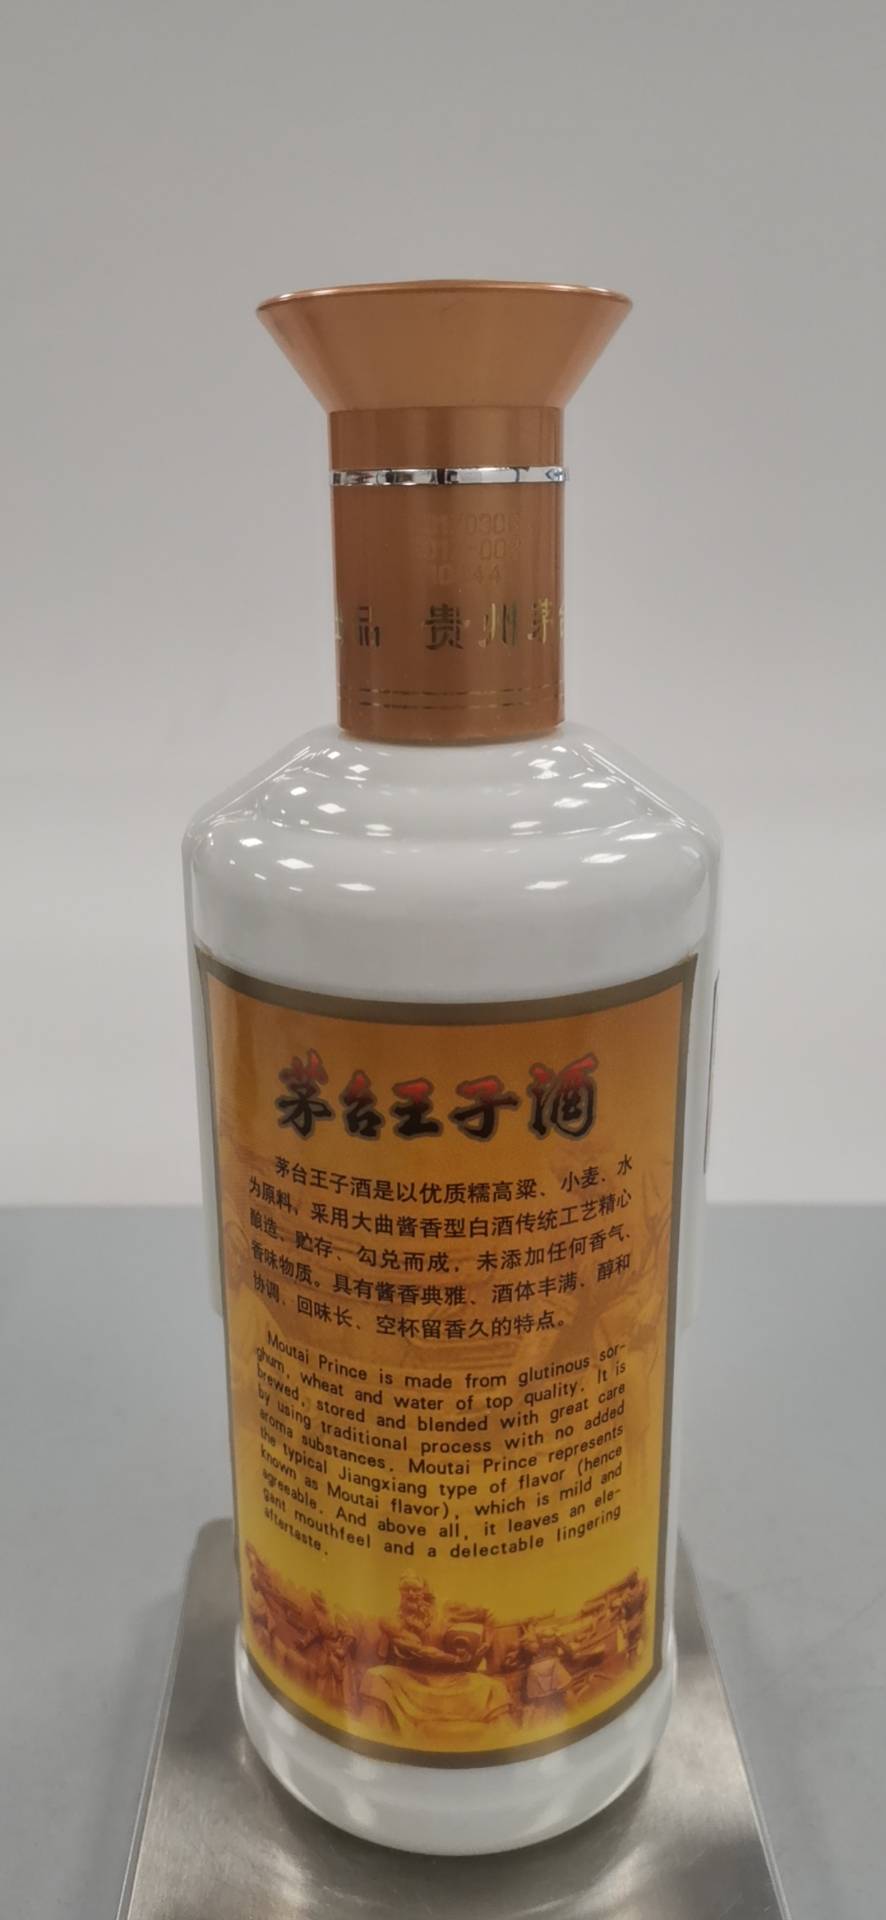 出品 贵州茅台
茅台王子酒
茅台王子酒是以优质糯高粱、小麦、水
为原料，采用大曲酱香型白酒传统工艺精心
酿造、贮存、勾兑而成，未添加任何香气、
香味物质。具有酱香典雅、酒体丰满、醇和
协调、回味长、空杯留香久的特点。
Moutai Prince is made from glutinous sor-
ghum, wheat and water of top quality. It is
brewed, stored and blended with great care
by using traditional process with no added
aroma substances. Moutai Prince represents
the typical Jiangxiang type of flavor (hence
known as Moutai flavor), which is mild and
agreeable. And above all, it leaves an ele-
gant mouthfeel and a delectable lingering
aftertaste.